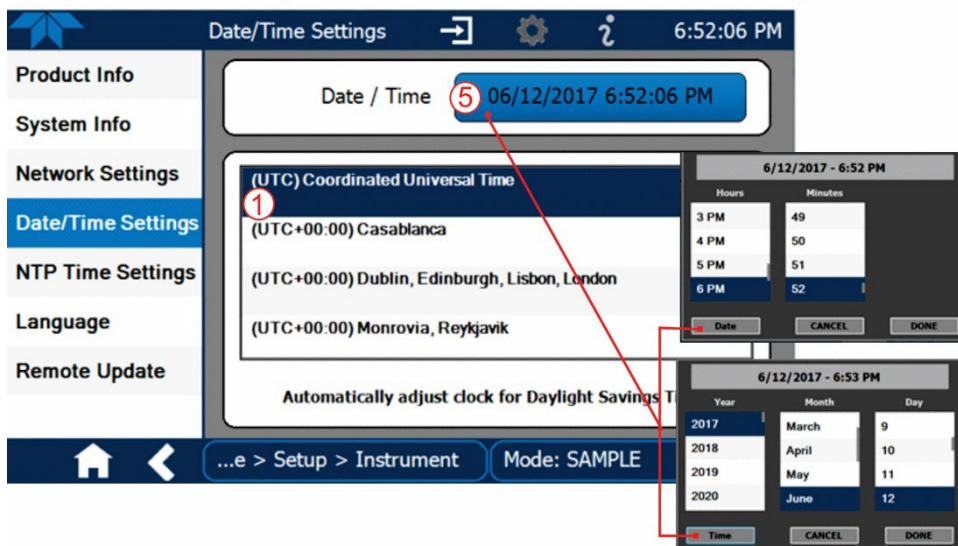 Date/Time Settings 6:52:06 PM
Product Info
System Info
Network Settings
Date/Time Settings
NTP Time Settings
Language
Remote Update
Date / Time 5 06/12/2017 6:52:06 PM
(UTC) Coordinated Universal Time
1
(UTC+00:00) Casablanca
(UTC+00:00) Dublin, Edinburgh, Lisbon, London
(UTC+00:00) Monrovia, Reykjavik
Automatically adjust clock for Daylight Savings Ti
...e > Setup > Instrument Mode: SAMPLE
6/12/2017 - 6:52 PM
Hours Minutes
3 PM 49
4 PM 50
5 PM 51
6 PM 52
Date CANCEL DONE
6/12/2017 - 6:53 PM
Year Month Day
2017 March 9
2018 April 10
2019 May 11
2020 June 12
Time CANCEL DONE